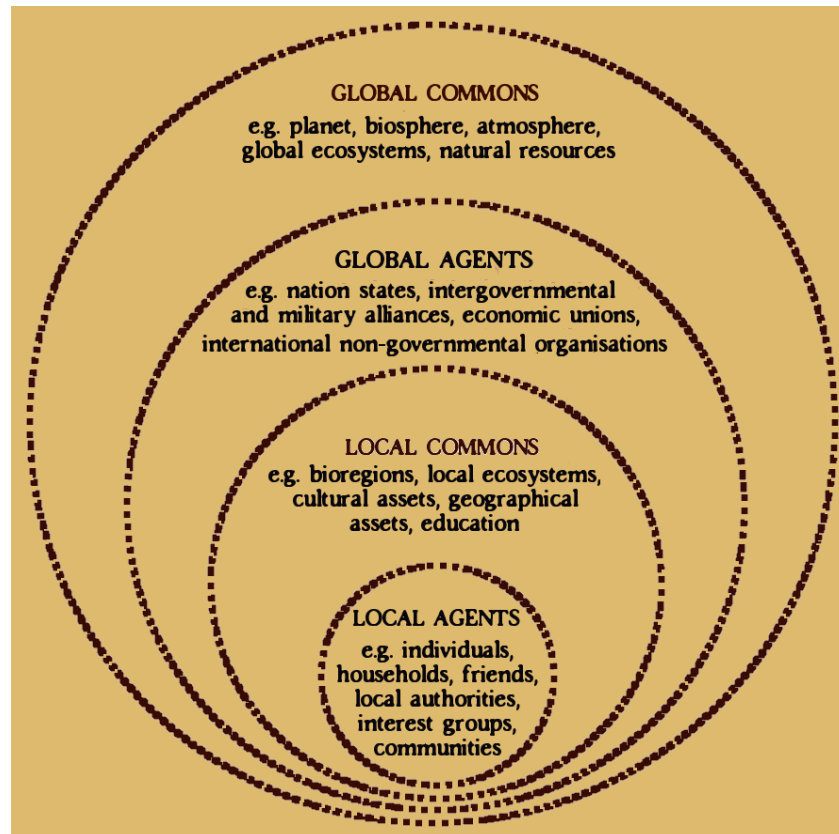 GLOBAL COMMONS
e.g. planet, biosphere, atmosphere,
global ecosystems, natural resources
GLOBAL AGENTS
e.g. nation states, intergovernmental
and military alliances, economic unions,
international non-governmental organisations
LOCAL COMMONS
e.g. bioregions, local ecosystems,
cultural assets, geographical
assets, education
LOCAL AGENTS
e.g. individuals,
households, friends,
local authorities,
interest groups,
communities